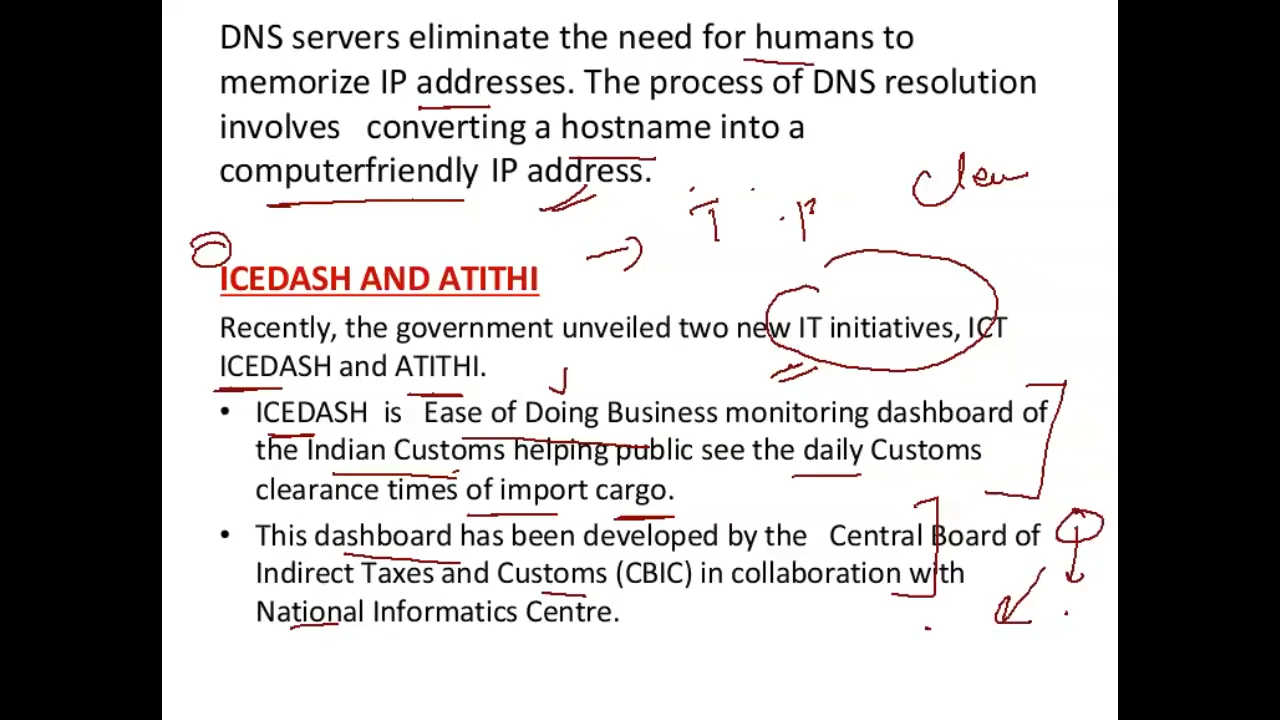 DNS servers eliminate the need for humans to
memorize IP addresses. The process of DNS resolution
involves converting a hostname into a
computerfriendly IP address.
ICEDASH AND ATITHI
Recently, the government unveiled two new IT initiatives, ICT
ICEDASH and ATITHI.
• ICEDASH is Ease of Doing Business monitoring dashboard of
the Indian Customs helping public see the daily Customs
clearance times of import cargo.
• This dashboard has been developed by the Central Board of
Indirect Taxes and Customs (CBIC) in collaboration with
National Informatics Centre.